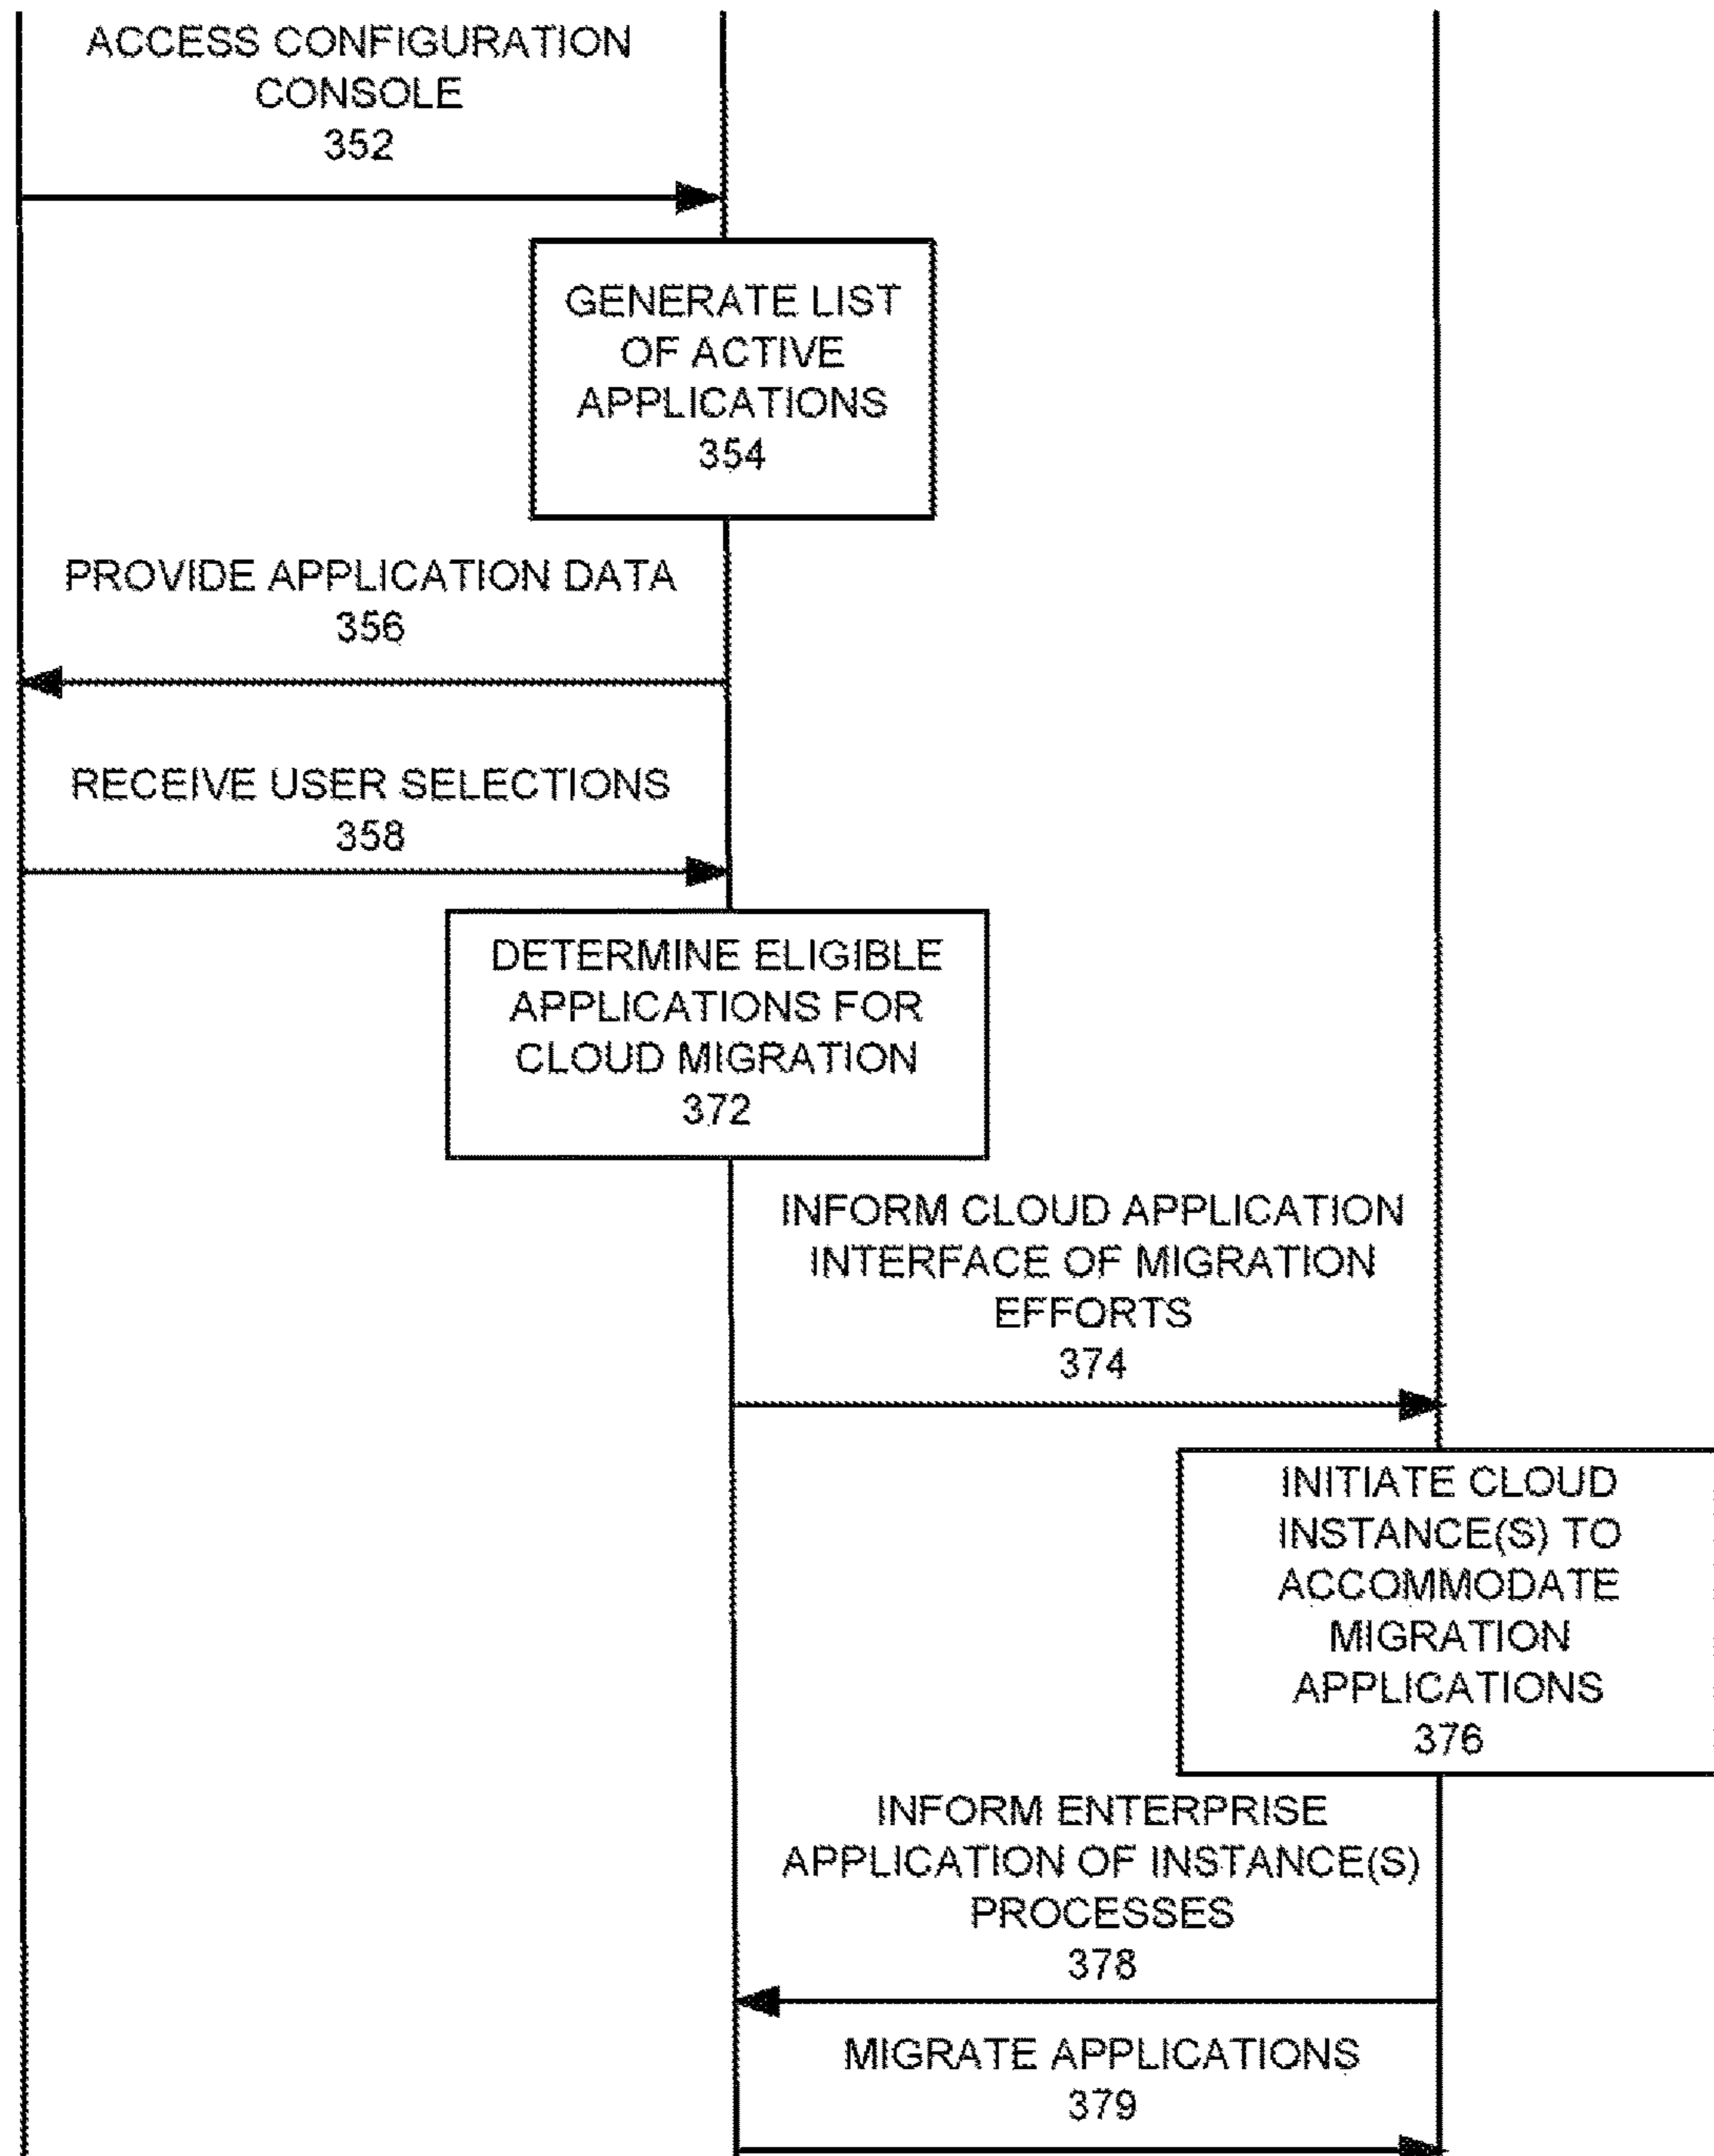 ACCESS CONFIGURATION
CONSOLE
352
GENERATE LIST
OF ACTIVE
APPLICATIONS
354
PROVIDE APPLICATION DATA
356
RECEIVE USER SELECTIONS
358
DETERMINE ELIGIBLE
APPLICATIONS FOR
CLOUD MIGRATION
372
INFORM CLOUD APPLICATION
INTERFACE OF MIGRATION
EFFORTS
374
INITIATE CLOUD
INSTANCE(S) TO
ACCOMMODATE
MIGRATION
APPLICATIONS
376
INFORM ENTERPRISE
APPLICATION OF INSTANCE(S)
PROCESSES
378
MIGRATE APPLICATIONS
379